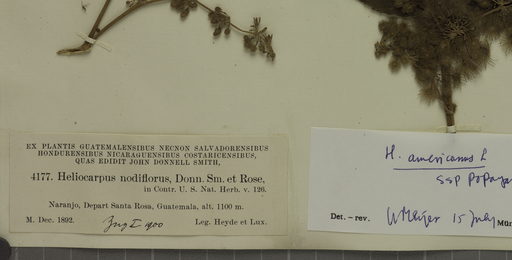 EX PLANTIS GUATEMALENSIBUS NECNON SALVADORENSIBUS
HONDURENSIBUS NICARAGUENSIBUS COSTARICENSIBUS,
QUAS EDIDIT JOHN DONNELL SMITH,
4177. Heliocarpus nodiflorus, Donn. Sm. et Rose,
in Contr. U. S. Nat. Herb. v. 126.
Naranjo, Depart Santa Rosa, Guatemala, alt. 1100 m.
M. Dec. 1892.
Leg. Heyde et Lux.
H. americanus L
ssp popaya
Det. – rev.
15 July
Mün